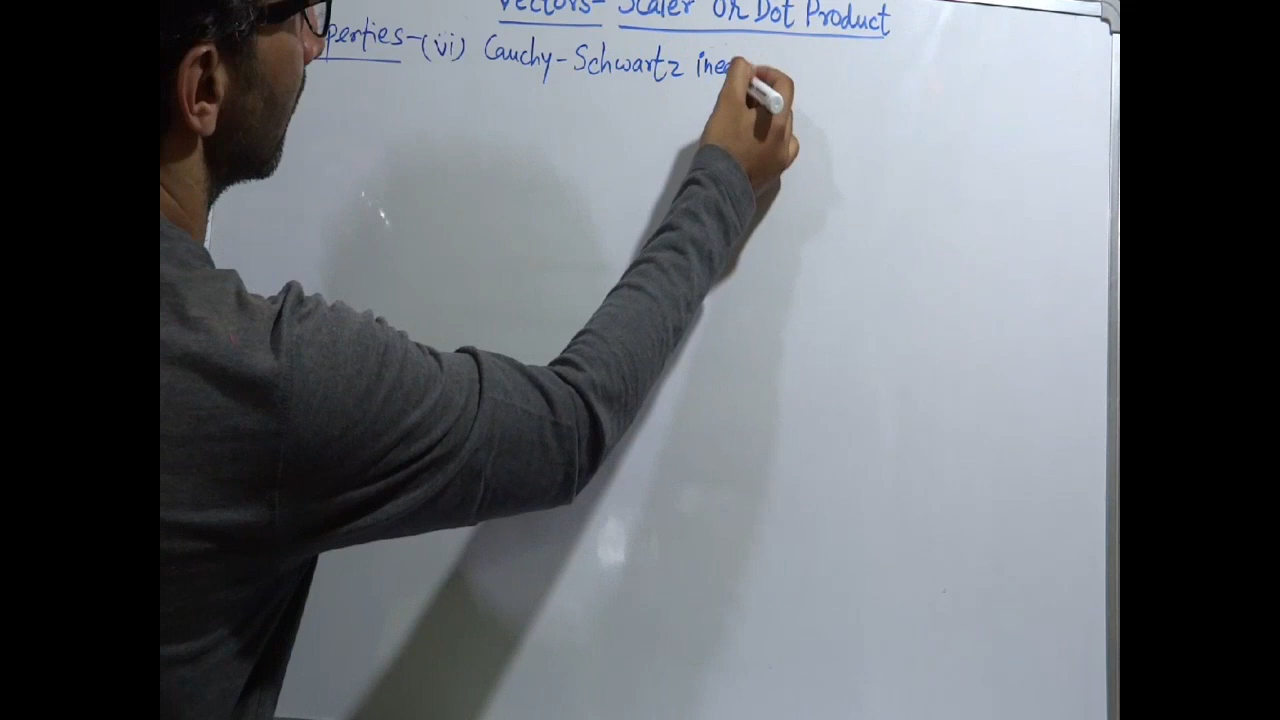 Vectors- Scaler or Dot Product
perties-(vi) Cauchy-Schwartz ine